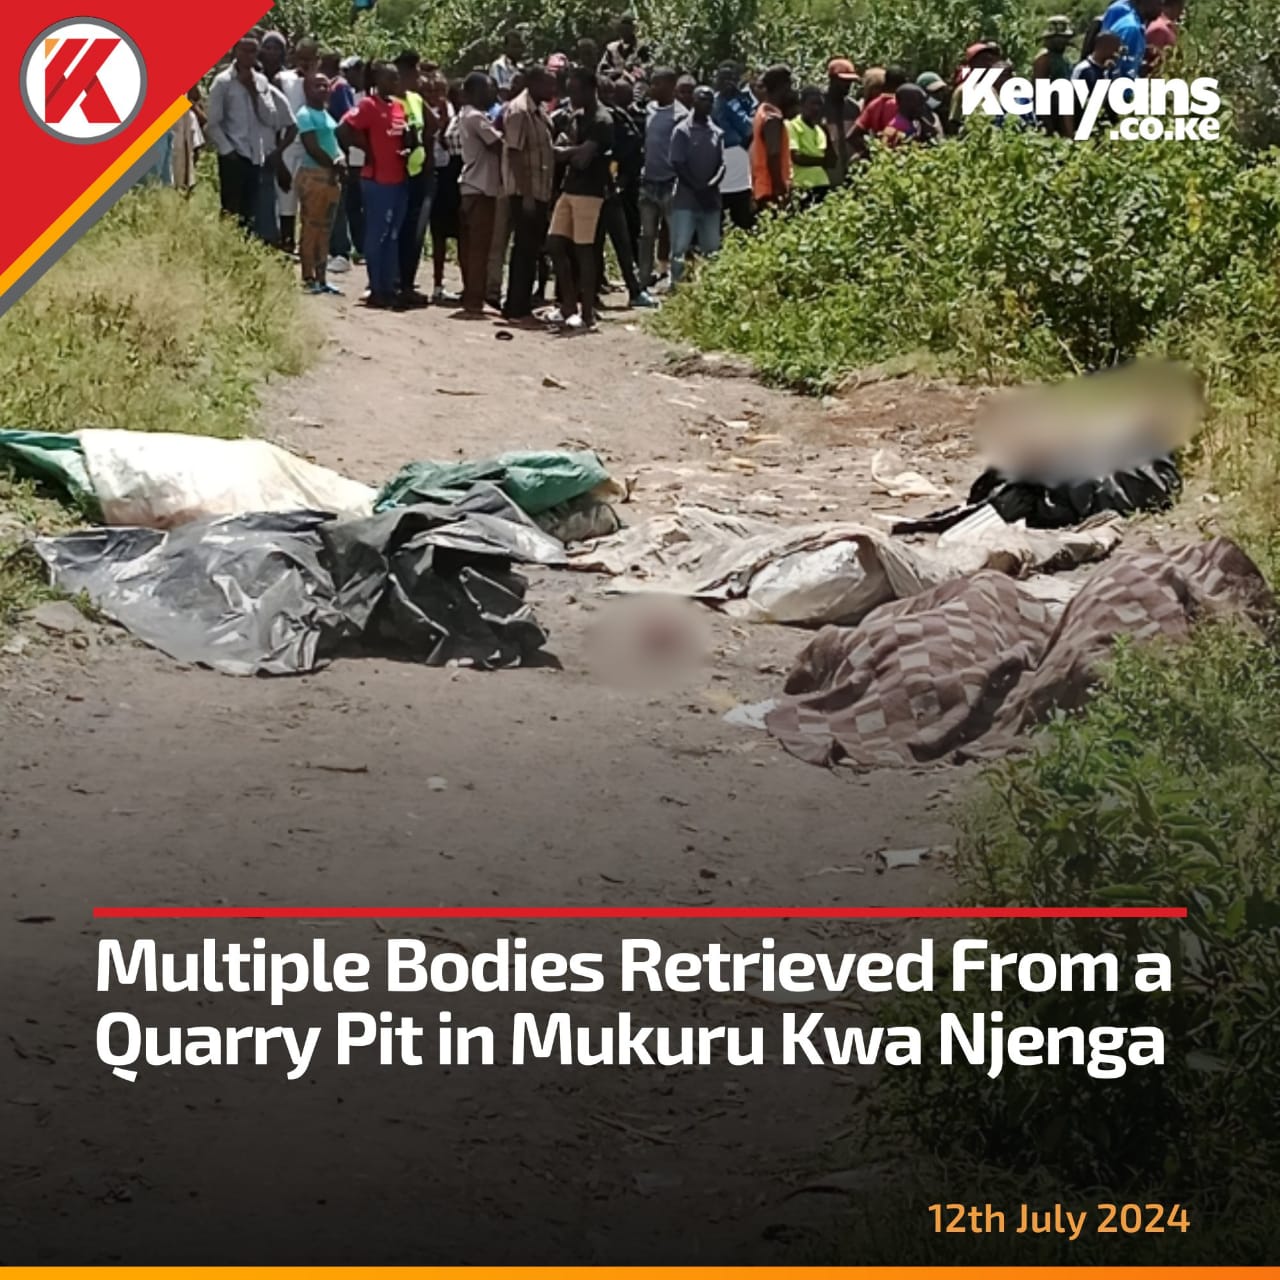 K
Kenyans
.co.ke
Multiple Bodies Retrieved From a
Quarry Pit in Mukuru Kwa Njenga
12th July 2024